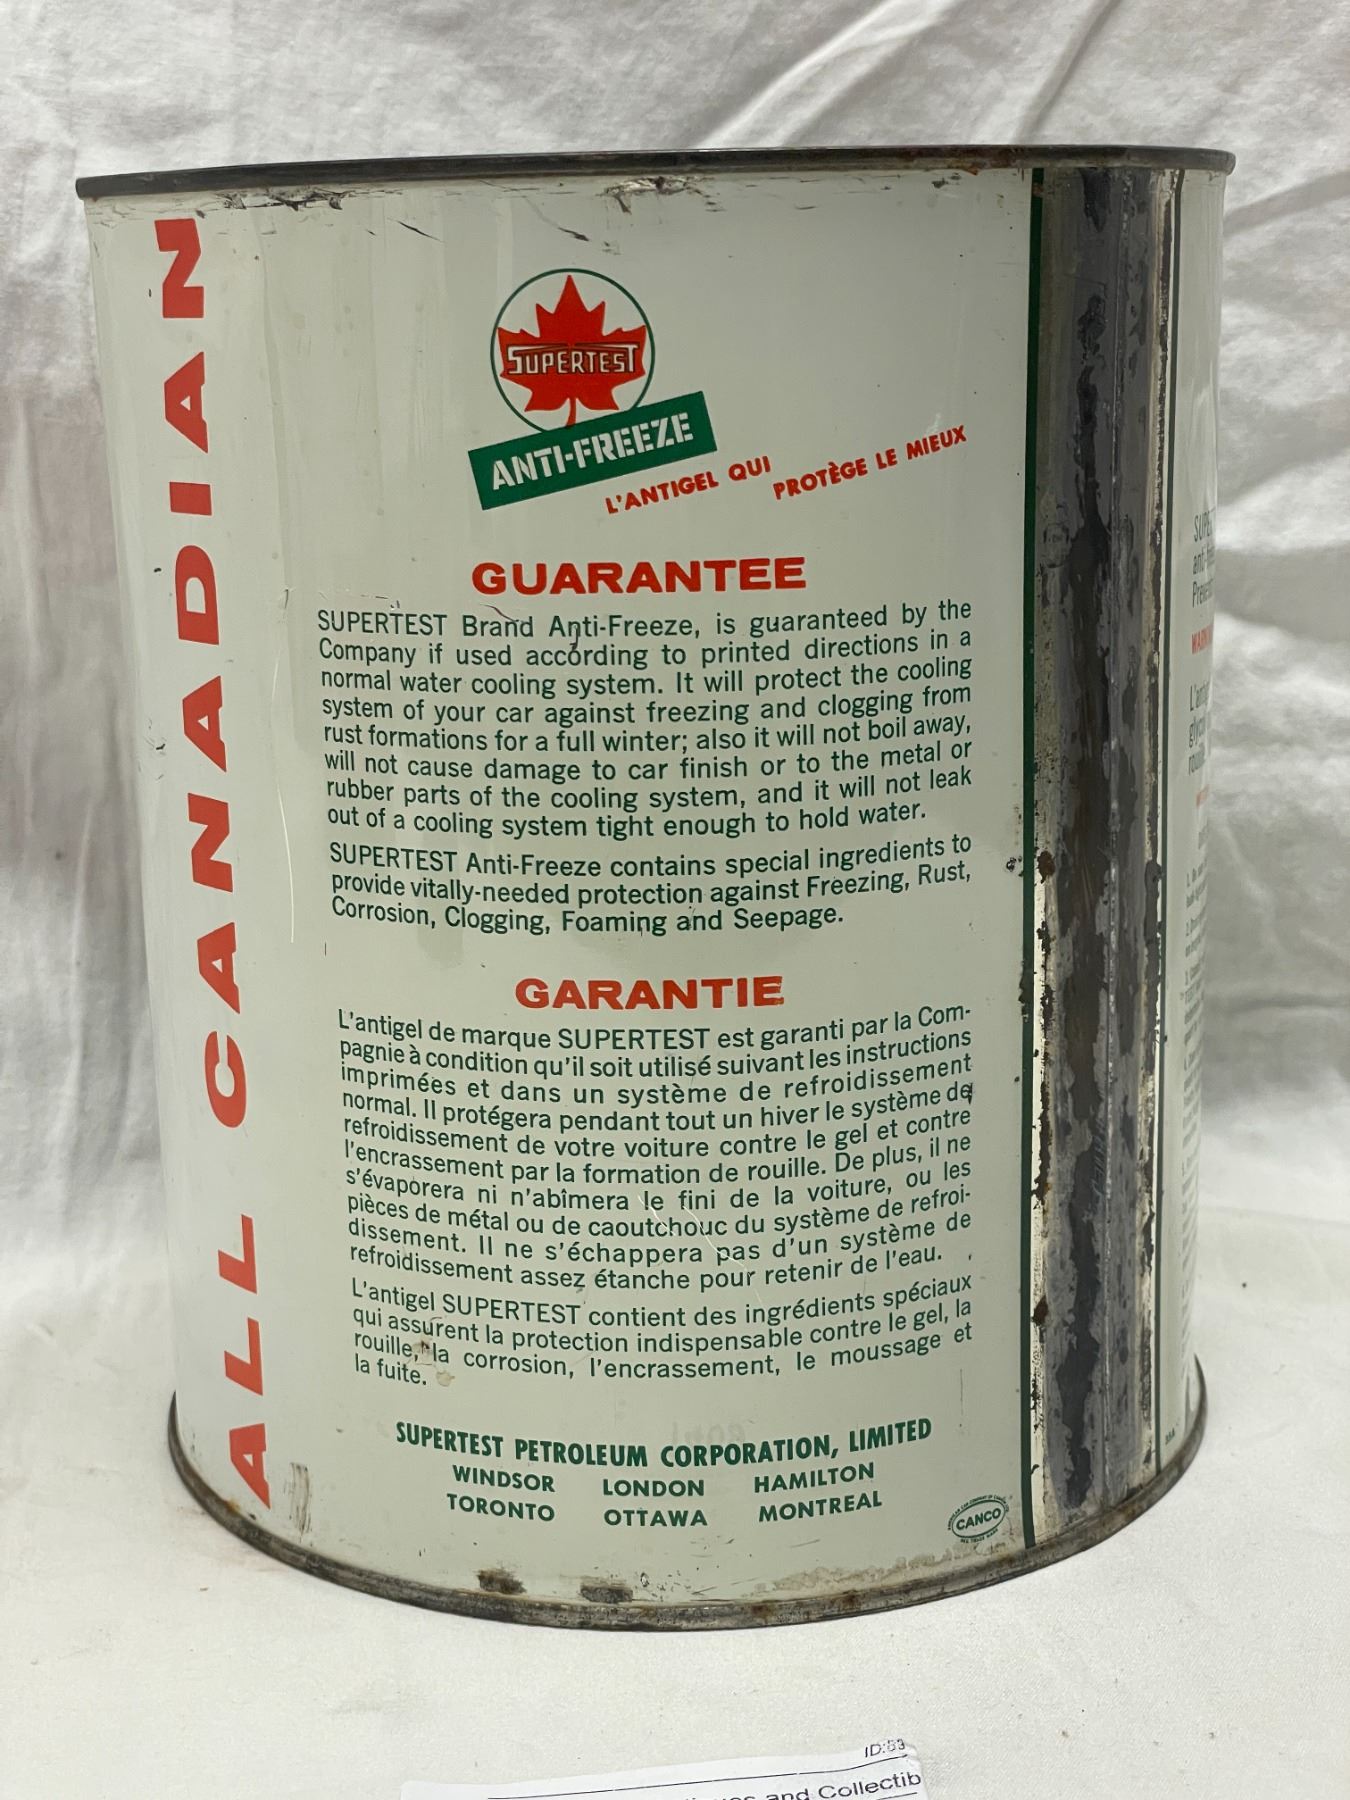 ALL CANADIAN
SUPERTEST
ANTI-FREEZE
L'ANTIGEL QUI
PROTÈGE LE MIEUX
GUARANTEE
SUPERTEST Brand Anti-Freeze, is guaranteed by the
Company if used according to printed directions in a
normal water cooling system. It will protect the cooling
system of your car against freezing and clogging from
rust formations for a full winter; also it will not boil away,
will not cause damage to car finish or to the metal or
rubber parts of the cooling system, and it will not leak
out of a cooling system tight enough to hold water.
SUPERTEST Anti-Freeze contains special ingredients to
provide vitally-needed protection against Freezing, Rust,
Corrosion, Clogging, Foaming and Seepage.
GARANTIE
L'antigel de marque SUPERTEST est garanti par la Com-
pagnie à condition qu'il soit utilisé suivant les instructions
imprimées et dans un système de refroidissement
normal. Il protégera pendant tout un hiver le système de
refroidissement de votre voiture contre le gel et contre
l'encrassement par la formation de rouille. De plus, il ne
s'évaporera ni n'abîmera le fini de la voiture, ou les
pièces de métal ou de caoutchouc du système de refroi-
dissement. Il ne s'échappera pas d'un système de
refroidissement assez étanche pour retenir de l'eau.
L'antigel SUPERTEST contient des ingrédients spéciaux
qui assurent la protection indispensable contre le gel, la
rouille, la corrosion, l'encrassement, le moussage et
la fuite.
SUPERTEST PETROLEUM CORPORATION, LIMITED
WINDSOR LONDON HAMILTON
TORONTO OTTAWA MONTREAL
CANCO
ID:83
and Collectib